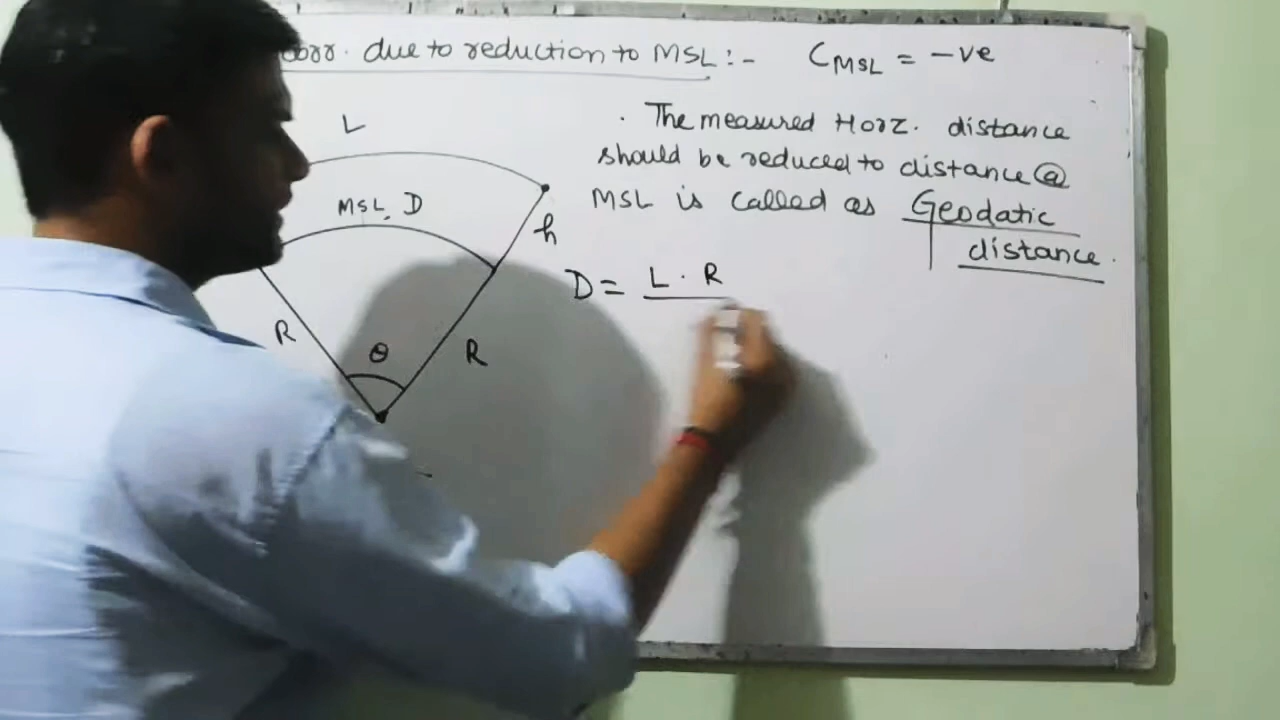 corr. due to reduction to MSL :- CMSL = -ve
. The measured Horz. distance
should be reduced to distance @
MSL is called as Geodatic
distance.
L
MSL, D
h
D = L . R
R
θ
R